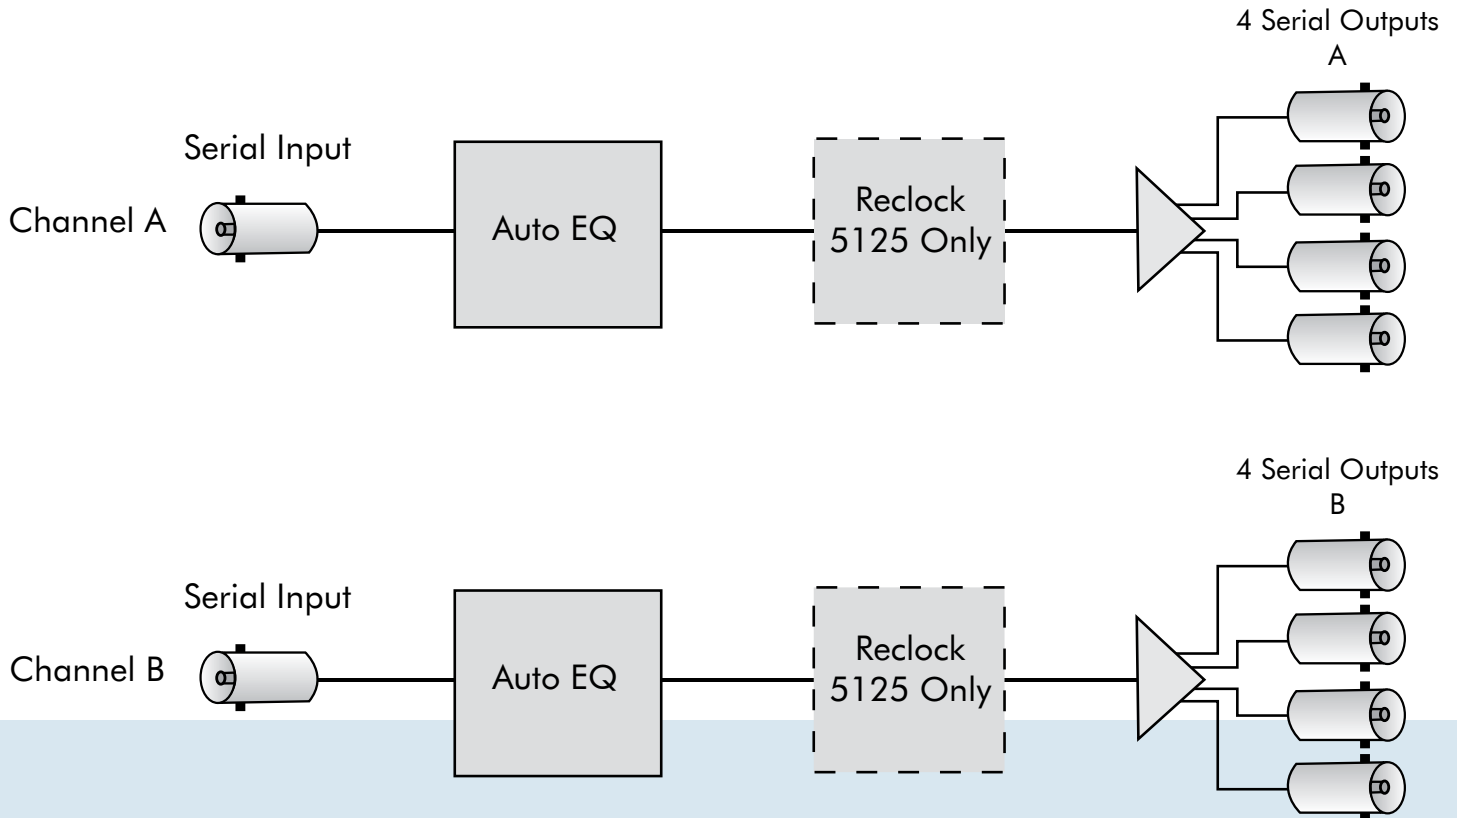 4 Serial Outputs
A
Serial Input
Channel A
Auto EQ
Reclock
5125 Only
4 Serial Outputs
B
Serial Input
Channel B
Auto EQ
Reclock
5125 Only